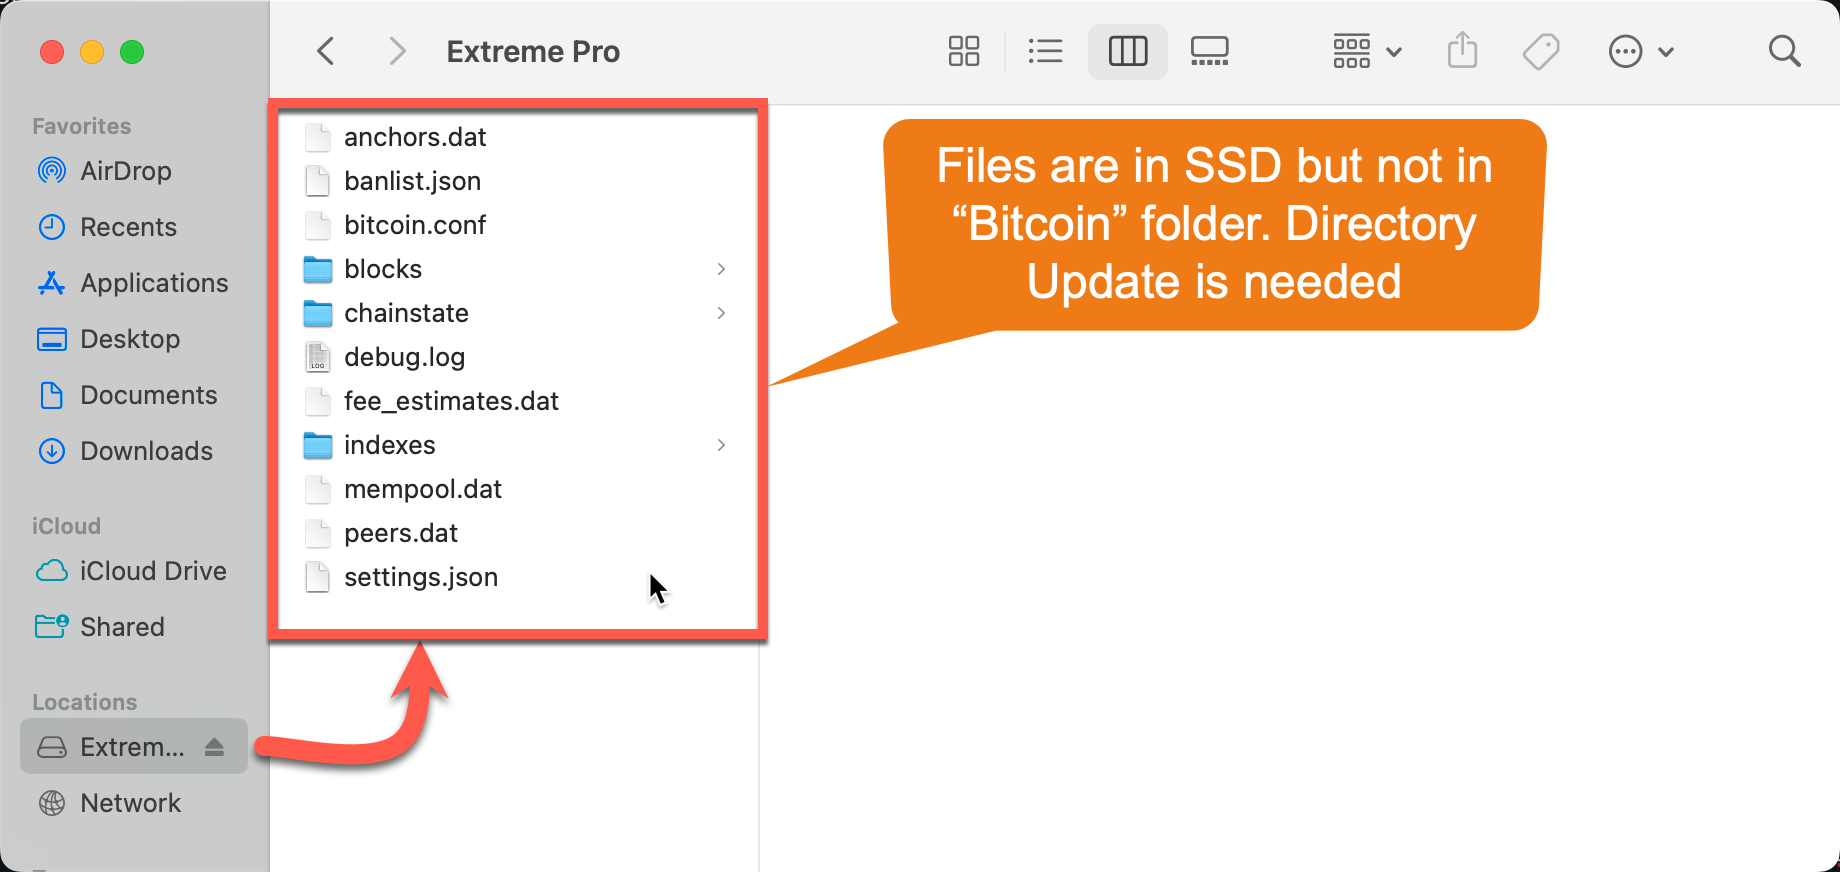 Extreme Pro
Favorites
AirDrop
Recents
Applications
Desktop
Documents
Downloads
iCloud
iCloud Drive
Shared
Locations
Extrem...
Network
anchors.dat
banlist.json
bitcoin.conf
blocks
chainstate
debug.log
LOG
fee_estimates.dat
indexes
mempool.dat
peers.dat
settings.json
Files are in SSD but not in
“Bitcoin” folder. Directory
Update is needed